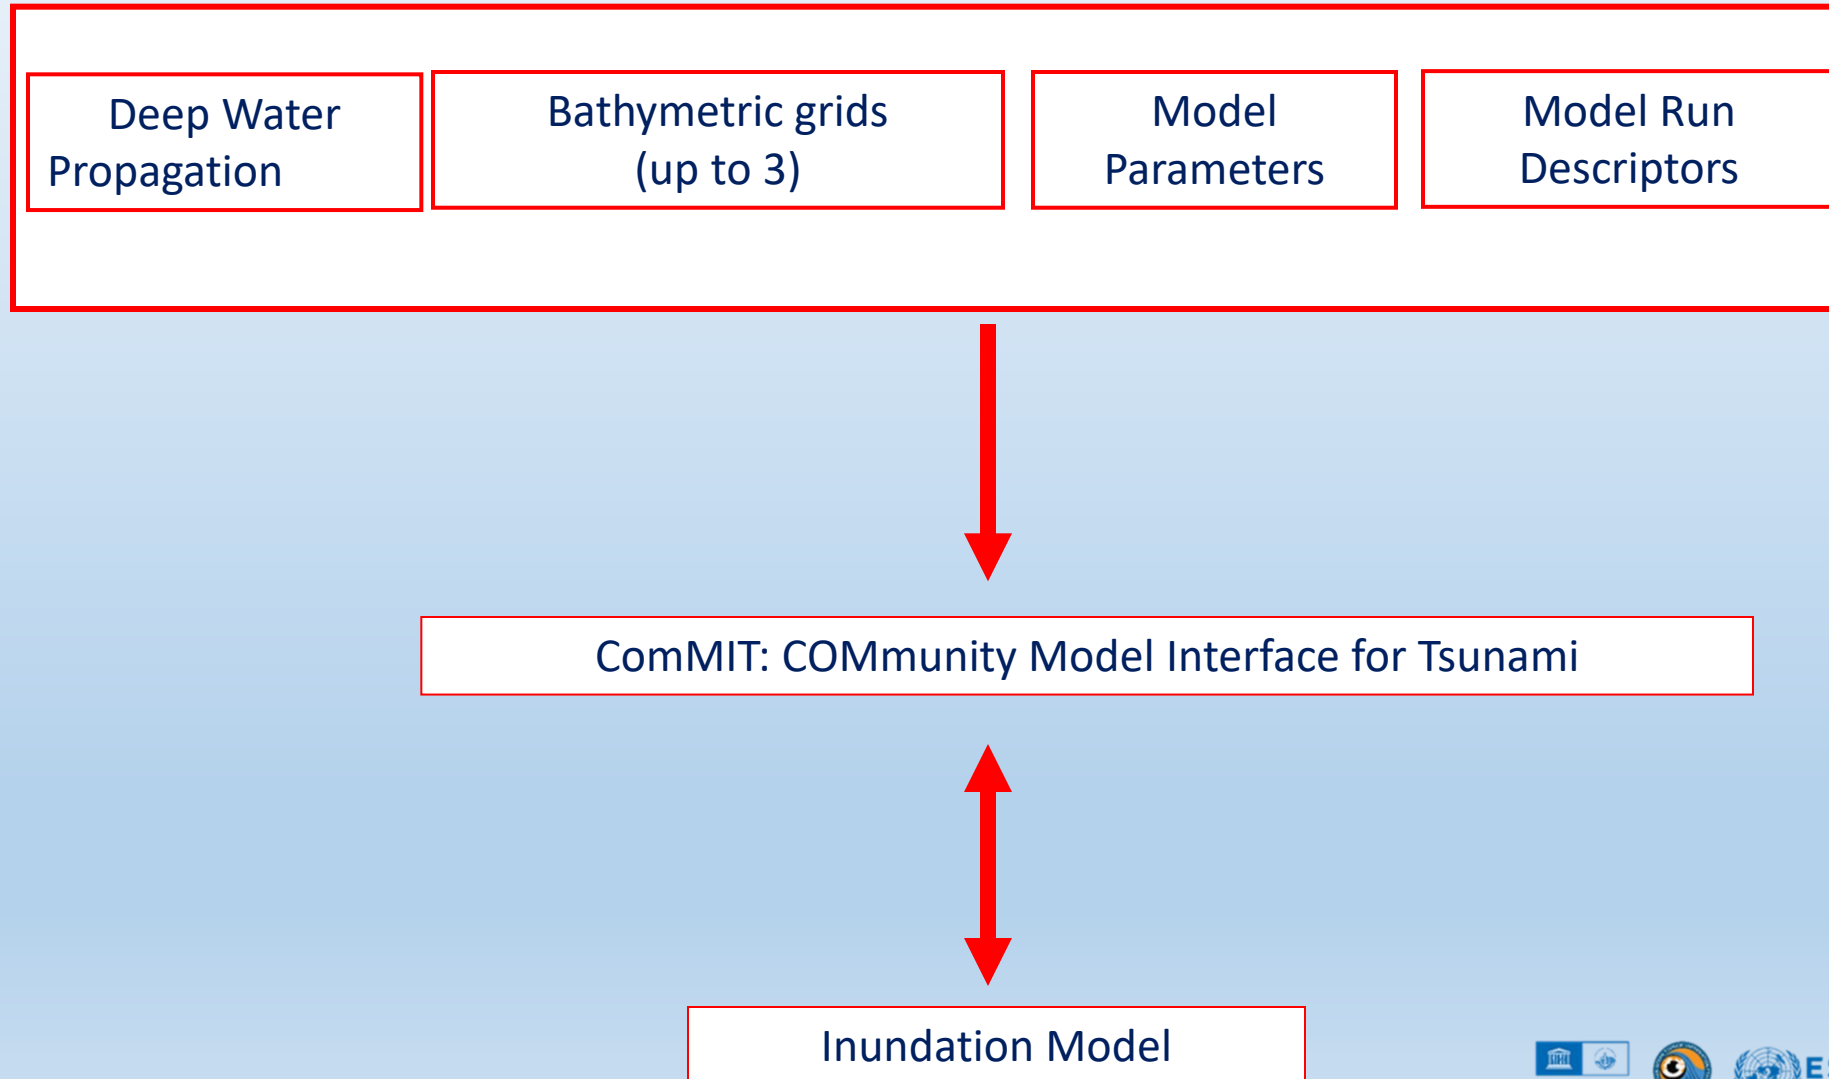 Deep Water
Propagation
Bathymetric grids
(up to 3)
Model
Parameters
Model Run
Descriptors
ComMIT: COMmunity Model Interface for Tsunami
Inundation Model